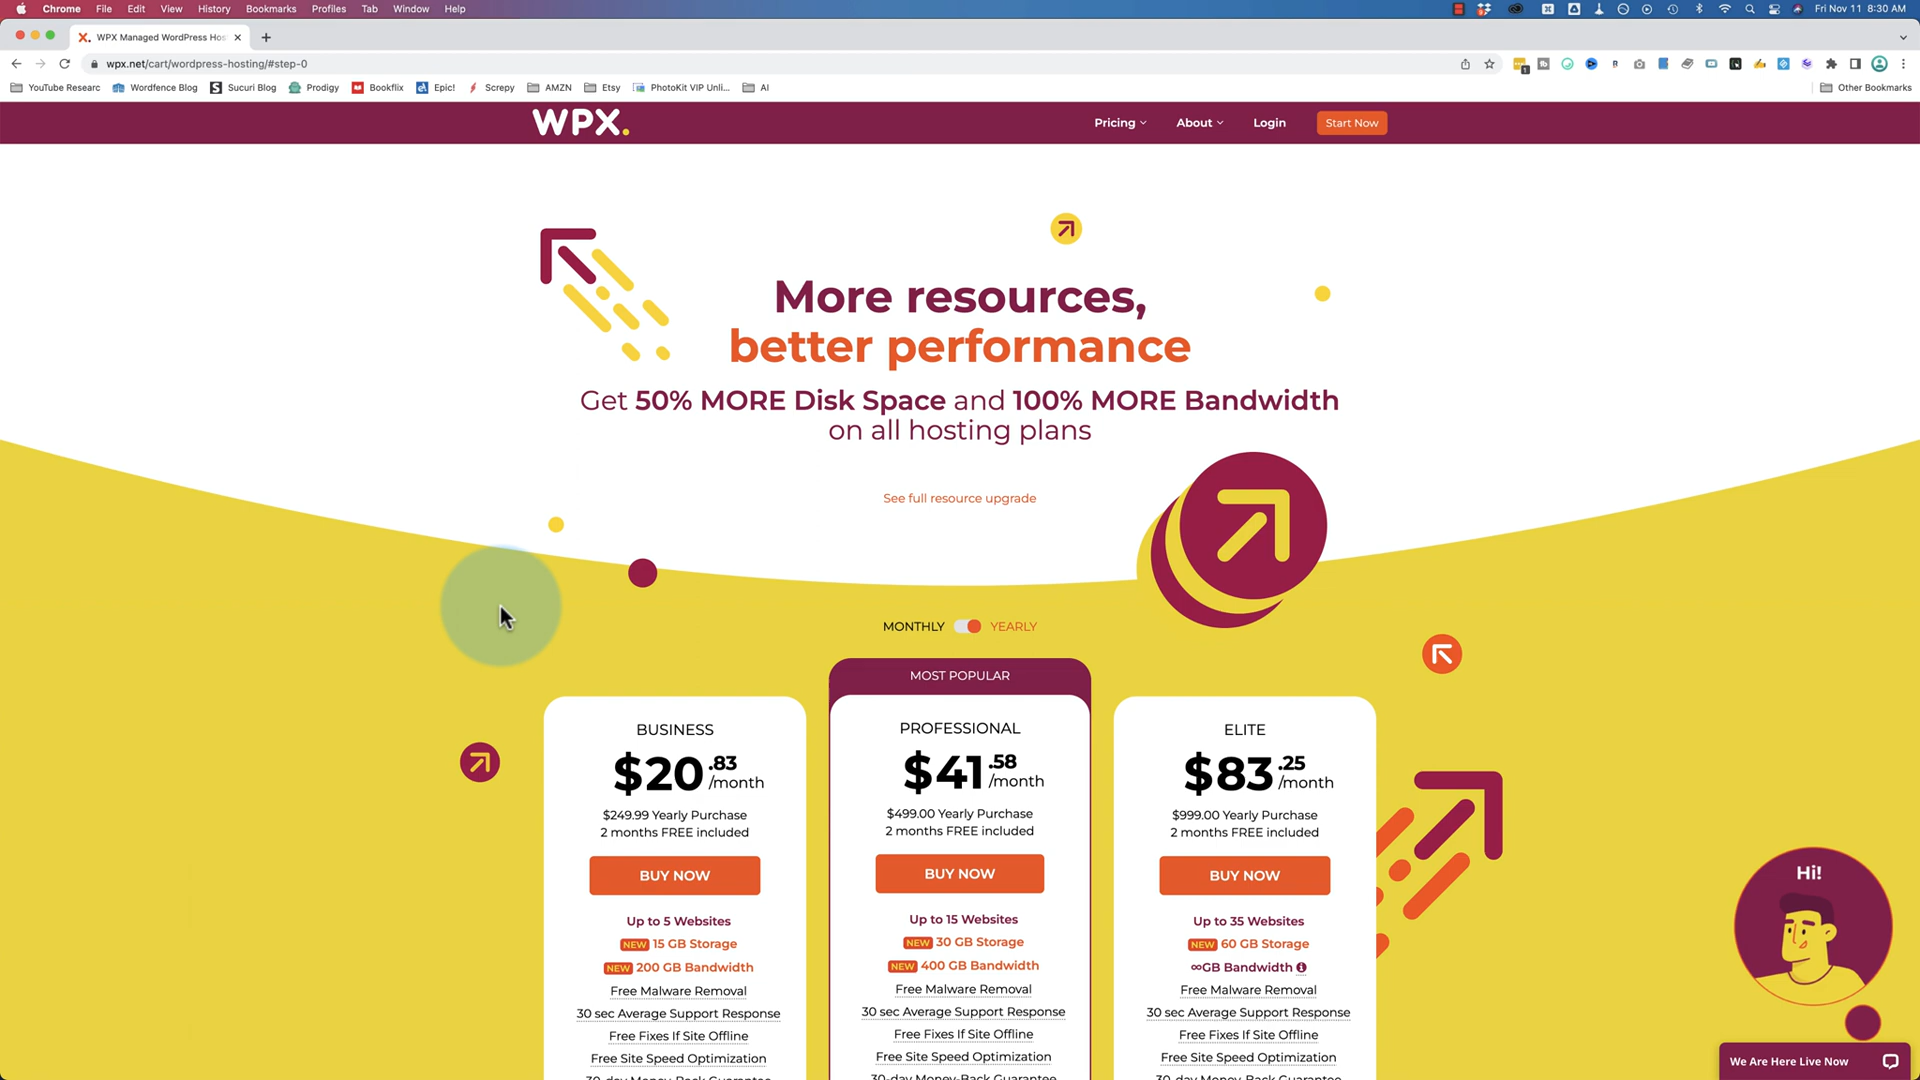 Chrome File Edit View History Bookmarks Profiles Tab Window Help Fri Nov 11 8:30 AM
WPX Managed WordPress Hos
wpx.net/cart/wordpress-hosting/#step-0
YouTube Researc Wordfence Blog Sucuri Blog Prodigy Bookflix Epic! Screpy AMZN Etsy PhotoKit VIP Unli... AI Other Bookmarks
WPX. Pricing About Login Start Now
More resources,
better performance
Get 50% MORE Disk Space and 100% MORE Bandwidth
on all hosting plans
See full resource upgrade
MONTHLY YEARLY
MOST POPULAR
BUSINESS
$20.83/month
$249.99 Yearly Purchase
2 months FREE included
BUY NOW
Up to 5 Websites
NEW 15 GB Storage
NEW 200 GB Bandwidth
Free Malware Removal
30 sec Average Support Response
Free Fixes If Site Offline
Free Site Speed Optimization
30-day Money-Back Guarantee
PROFESSIONAL
$41.58/month
$499.00 Yearly Purchase
2 months FREE included
BUY NOW
Up to 15 Websites
NEW 30 GB Storage
NEW 400 GB Bandwidth
Free Malware Removal
30 sec Average Support Response
Free Fixes If Site Offline
Free Site Speed Optimization
30-day Money-Back Guarantee
ELITE
$83.25/month
$999.00 Yearly Purchase
2 months FREE included
BUY NOW
Up to 35 Websites
NEW 60 GB Storage
∞GB Bandwidth
Free Malware Removal
30 sec Average Support Response
Free Fixes If Site Offline
Free Site Speed Optimization
30-day Money-Back Guarantee
Hi!
We Are Here Live Now